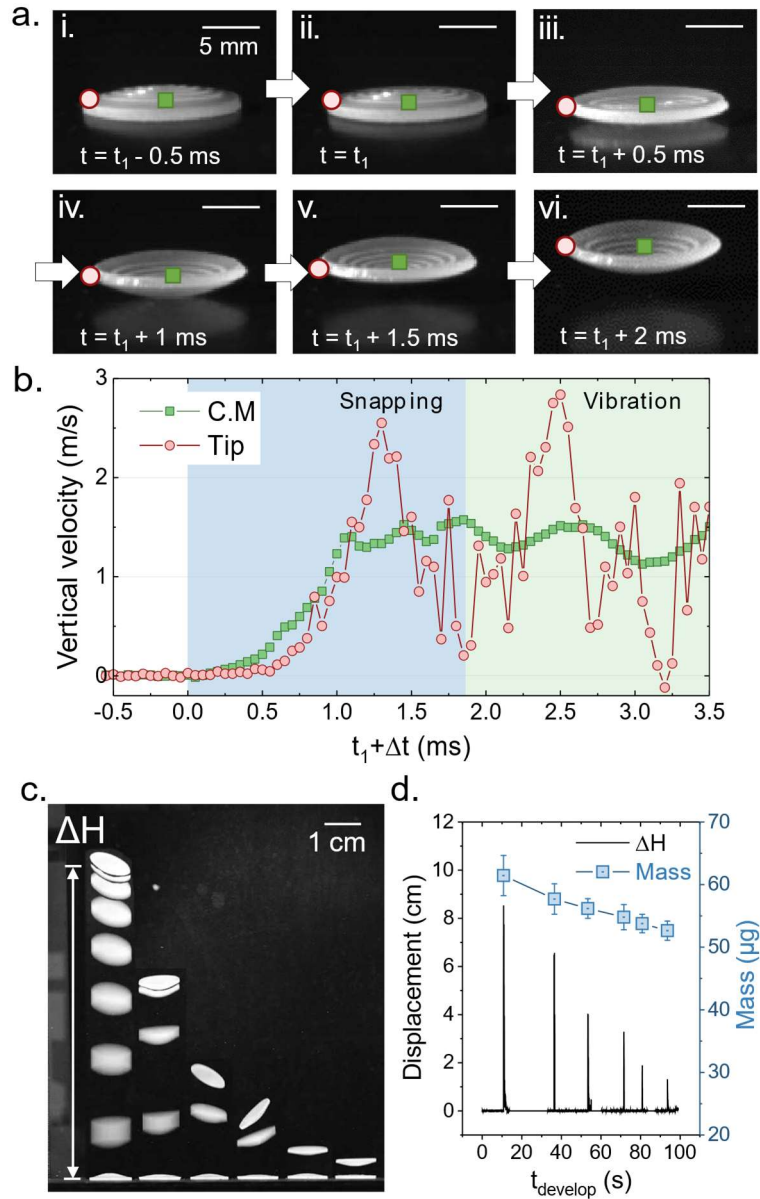 a.
i.
5 mm
t = t₁ - 0.5 ms
ii.
t = t₁
iii.
t = t₁ + 0.5 ms
iv.
t = t₁ + 1 ms
v.
t = t₁ + 1.5 ms
vi.
t = t₁ + 2 ms
b.
Vertical velocity (m/s)
3
2
1
0
C.M
Tip
Snapping
Vibration
-0.5 0.0 0.5 1.0 1.5 2.0 2.5 3.0 3.5
t₁+Δt (ms)
c.
ΔH
1 cm
d.
Displacement (cm)
12
10
8
6
4
2
0
ΔH
Mass
70
60
50
40
30
20
Mass (µg)
0 20 40 60 80 100
t_develop (s)